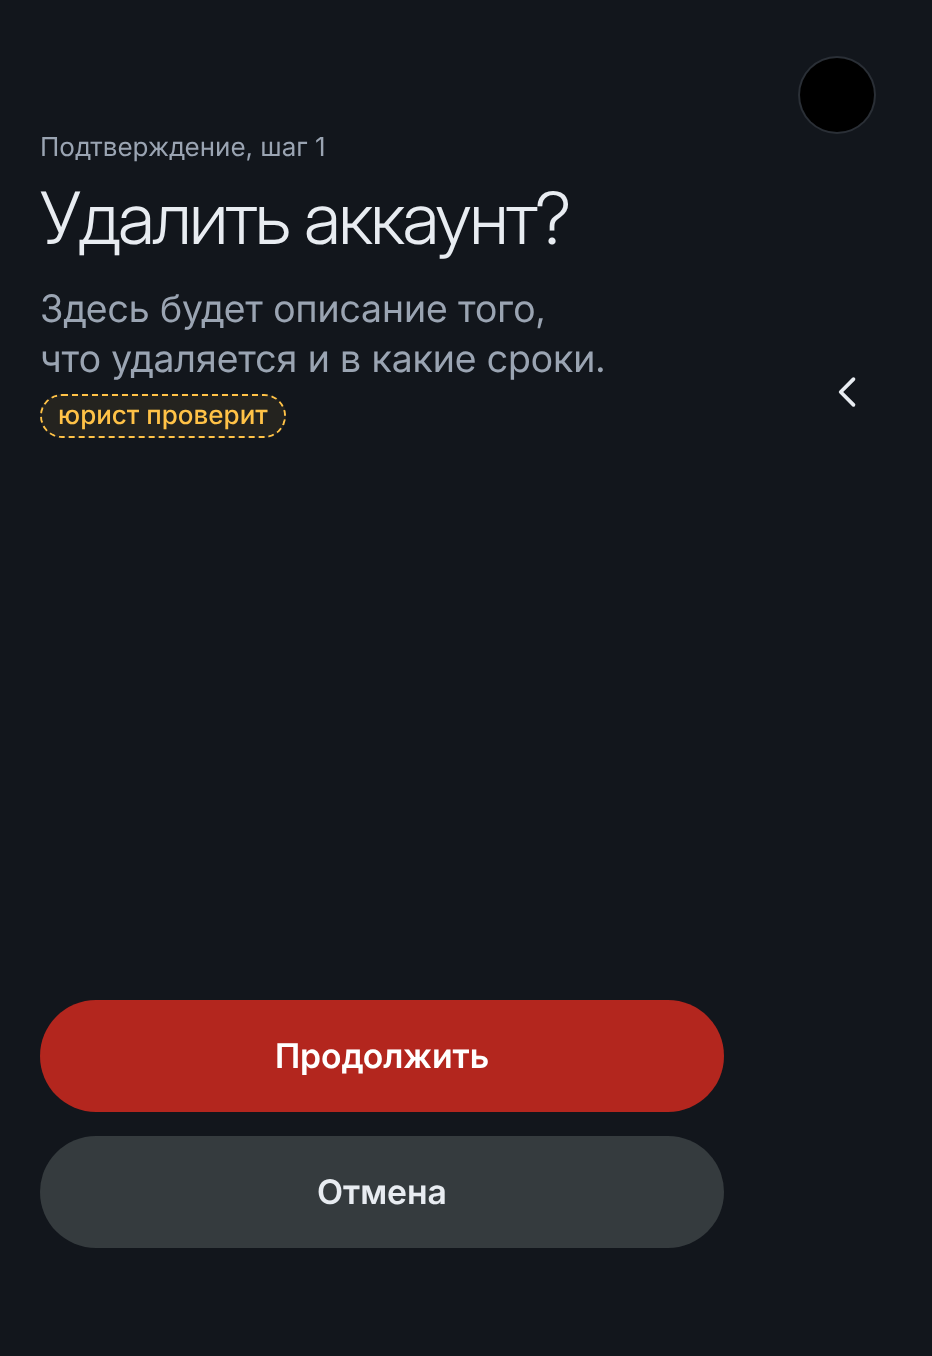 Подтверждение, шаг 1
Удалить аккаунт?
Здесь будет описание того,
что удаляется и в какие сроки.
юрист проверит
Продолжить
Отмена